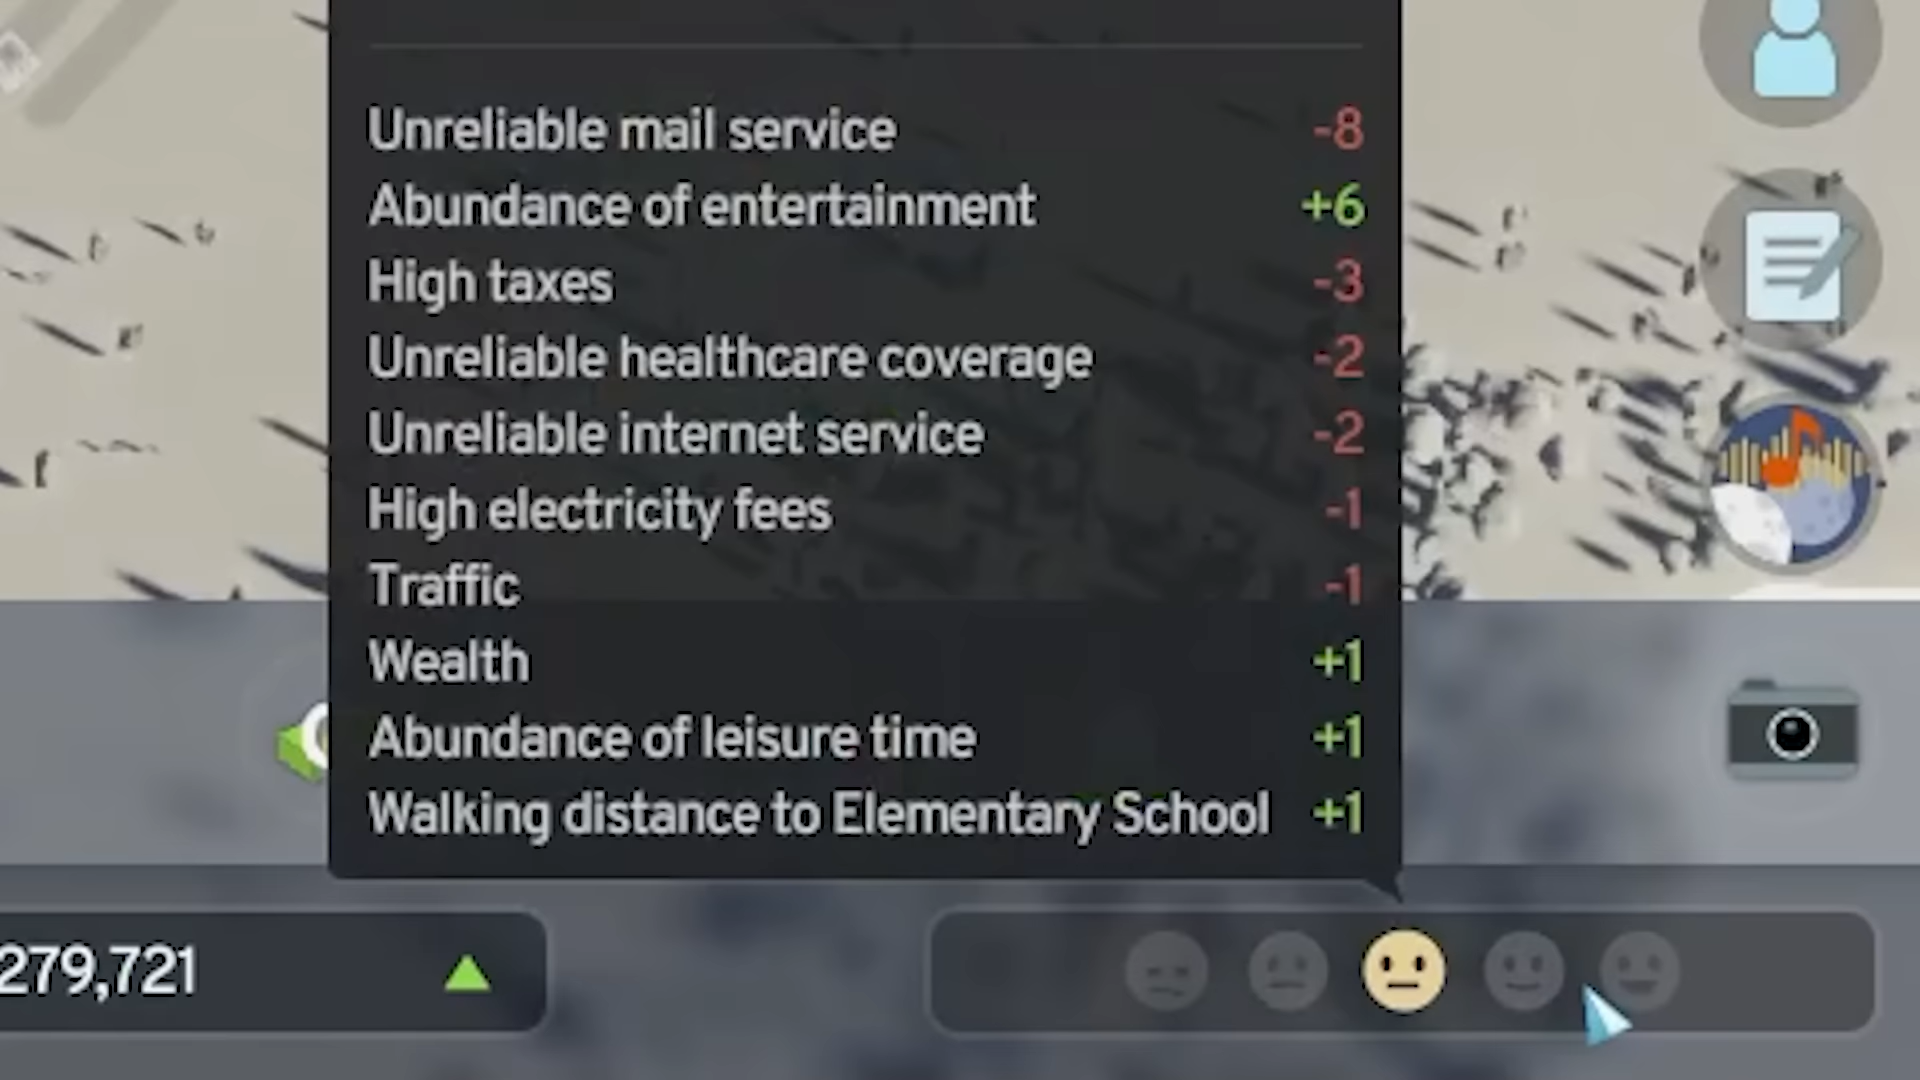 Unreliable mail service -8
Abundance of entertainment +6
High taxes -3
Unreliable healthcare coverage -2
Unreliable internet service -2
High electricity fees -1
Traffic -1
Wealth +1
Abundance of leisure time +1
Walking distance to Elementary School +1
279,721